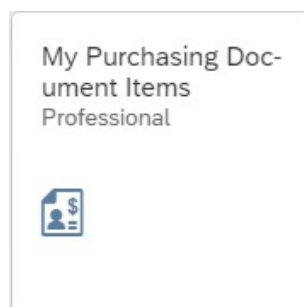 My Purchasing Doc-
ument Items
Professional
$